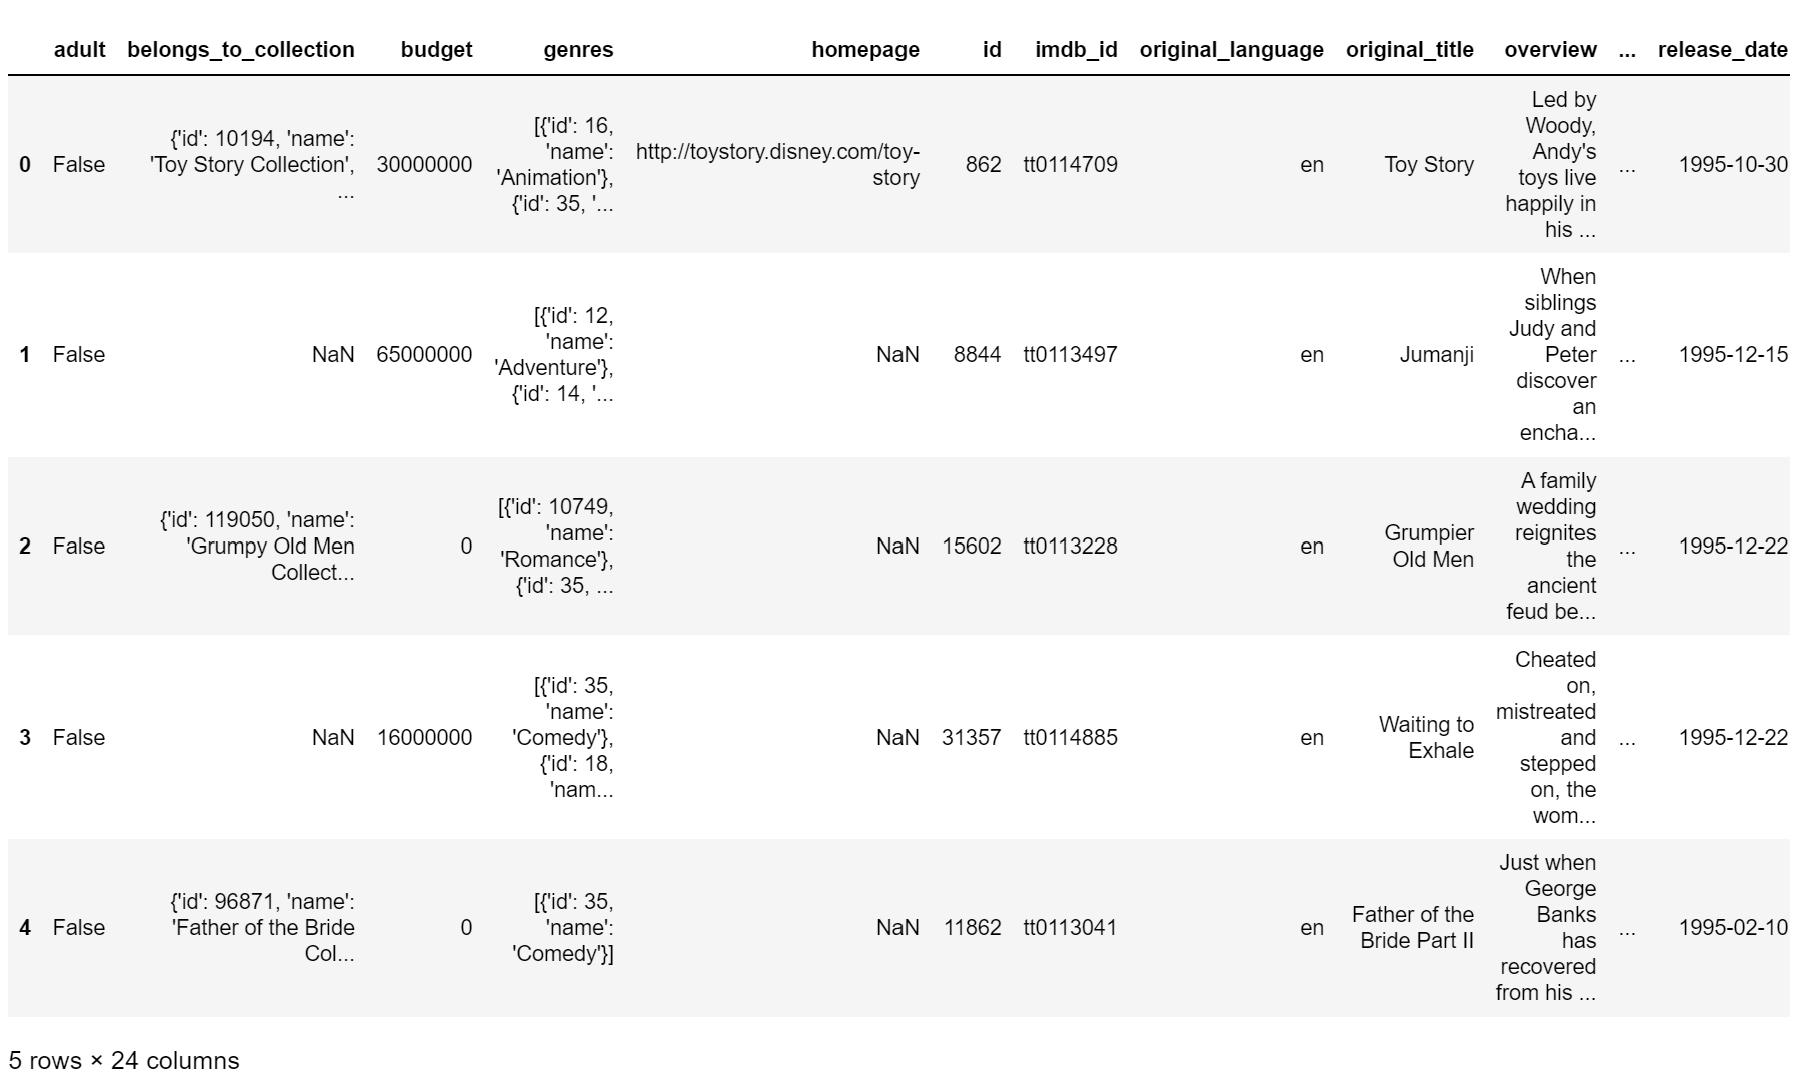 adult belongs_to_collection budget genres homepage id imdb_id original_language original_title overview ... release_date
0 False {'id': 10194, 'name': 'Toy Story Collection', ... 30000000 [{'id': 16, 'name': 'Animation'}, {'id': 35, '... http://toystory.disney.com/toy-story 862 tt0114709 en Toy Story Led by Woody, Andy's toys live happily in his ... ... 1995-10-30
1 False NaN 65000000 [{'id': 12, 'name': 'Adventure'}, {'id': 14, '... NaN 8844 tt0113497 en Jumanji When siblings Judy and Peter discover an encha... ... 1995-12-15
2 False {'id': 119050, 'name': 'Grumpy Old Men Collect... 0 [{'id': 10749, 'name': 'Romance'}, {'id': 35, ... NaN 15602 tt0113228 en Grumpier Old Men A family wedding reignites the ancient feud be... ... 1995-12-22
3 False NaN 16000000 [{'id': 35, 'name': 'Comedy'}, {'id': 18, 'nam... NaN 31357 tt0114885 en Waiting to Exhale Cheated on, mistreated and stepped on, the wom... ... 1995-12-22
4 False {'id': 96871, 'name': 'Father of the Bride Col... 0 [{'id': 35, 'name': 'Comedy'}] NaN 11862 tt0113041 en Father of the Bride Part II Just when George Banks has recovered from his ... ... 1995-02-10
5 rows × 24 columns